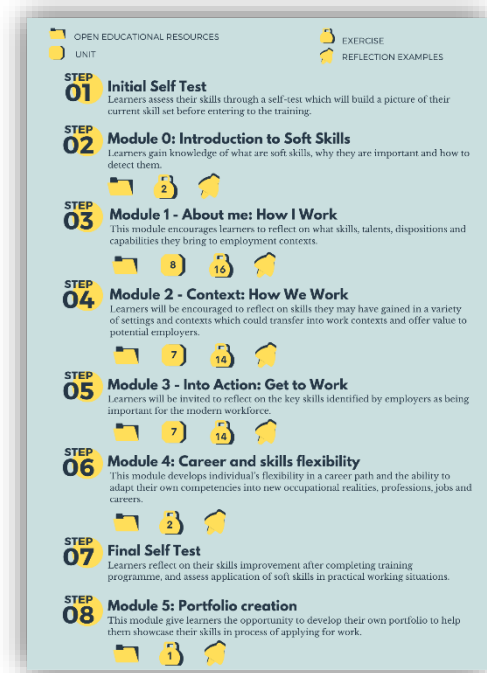 OPEN EDUCATIONAL RESOURCES
UNIT
EXERCISE
REFLECTION EXAMPLES
STEP
01
Initial Self Test
Learners assess their skills through a self-test which will build a picture of their
current skill set before entering to the training.
STEP
02
Module 0: Introduction to Soft Skills
Learners gain knowledge of what are soft skills, why they are important and how to
detect them.
2
STEP
03
Module 1 - About me: How I Work
This module encourages learners to reflect on what skills, talents, dispositions and
capabilities they bring to employment contexts.
8 16
STEP
04
Module 2 - Context: How We Work
Learners will be encouraged to reflect on skills they may have gained in a variety
of settings and contexts which could transfer into work contexts and offer value to
potential employers.
7 14
STEP
05
Module 3 - Into Action: Get to Work
Learners will be invited to reflect on the key skills identified by employers as being
important for the modern workforce.
7 14
STEP
06
Module 4: Career and skills flexibility
This module develops individual's flexibility in a career path and the ability to
adapt their own competencies into new occupational realities, professions, jobs and
careers.
2
STEP
07
Final Self Test
Learners reflect on their skills improvement after completing training
programme, and assess application of soft skills in practical working situations.
STEP
08
Module 5: Portfolio creation
This module give learners the opportunity to develop their own portfolio to help
them showcase their skills in process of applying for work.
1